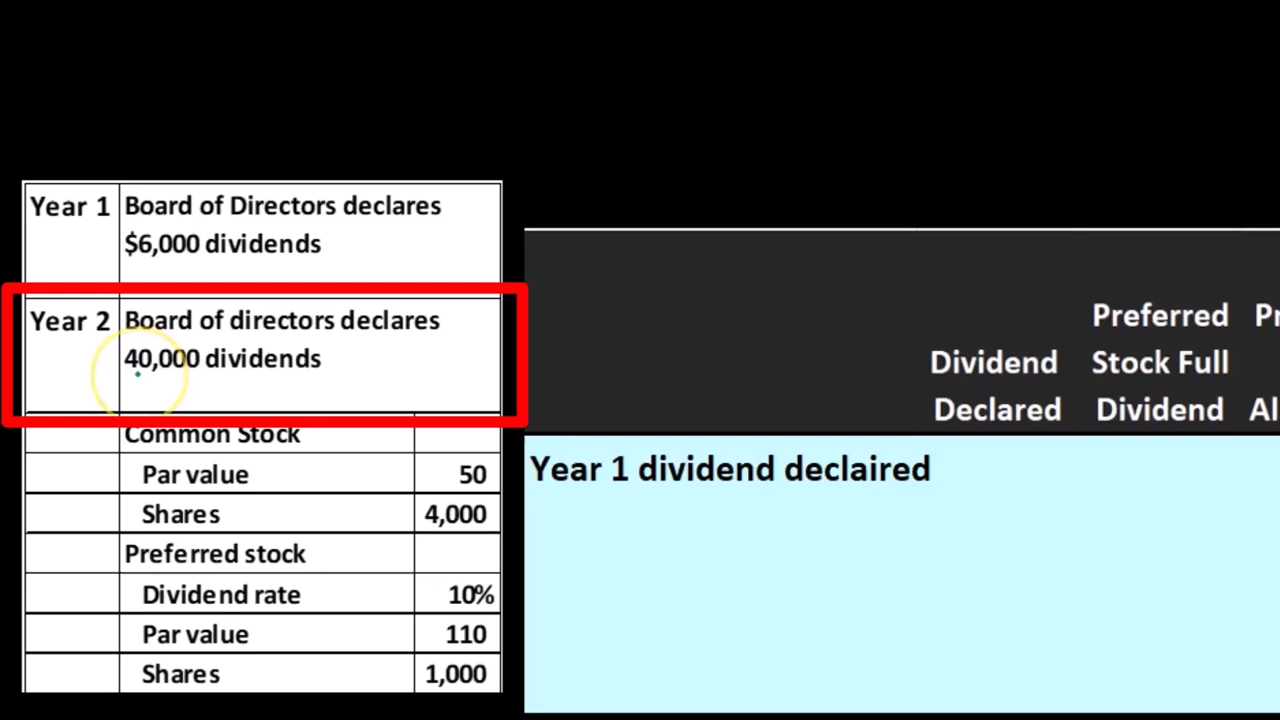 Year 1 Board of Directors declares
$6,000 dividends
Year 2 Board of directors declares
40,000 dividends
Common Stock
Par value 50
Shares 4,000
Preferred stock
Dividend rate 10%
Par value 110
Shares 1,000
Preferred
Dividend Stock Full
Declared Dividend
Year 1 dividend declaired